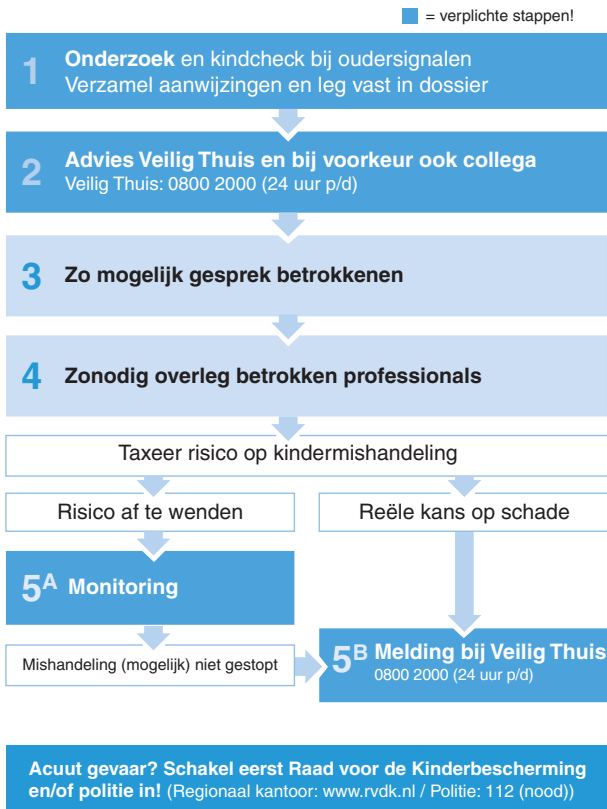 = verplichte stappen!
1
Onderzoek en kindcheck bij oudersignalen
Verzamel aanwijzingen en leg vast in dossier
2
Advies Veilig Thuis en bij voorkeur ook collega
Veilig Thuis: 0800 2000 (24 uur p/d)
3 Zo mogelijk gesprek betrokkenen
4 Zonodig overleg betrokken professionals
Taxeer risico op kindermishandeling
Risico af te wenden
Reële kans op schade
5A Monitoring
Mishandeling (mogelijk) niet gestopt
5B Melding bij Veilig Thuis
0800 2000 (24 uur p/d)
Acuut gevaar? Schakel eerst Raad voor de Kinderbescherming
en/of politie in! (Regionaal kantoor: www.rvdk.nl / Politie: 112 (nood))